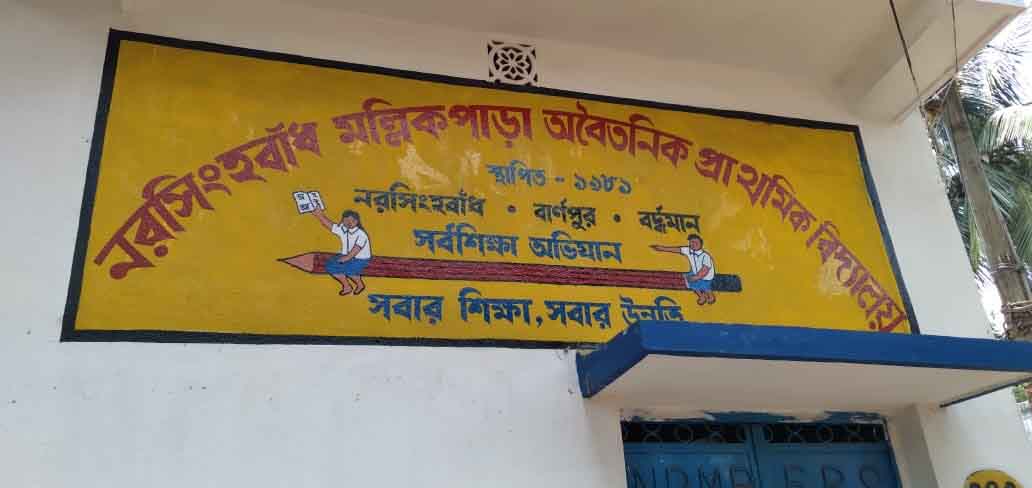 নরসিংহবাঁধ মল্লিকপাড়া অবৈতনিক প্রাথমিক বিদ্যালয়
স্থাপিত - ১৯৮১
নরসিংহবাঁধ • বার্ণপুর • বর্দ্ধমান
সর্বশিক্ষা অভিযান
সবার শিক্ষা, সবার উন্নতি
NDMP F.P.S